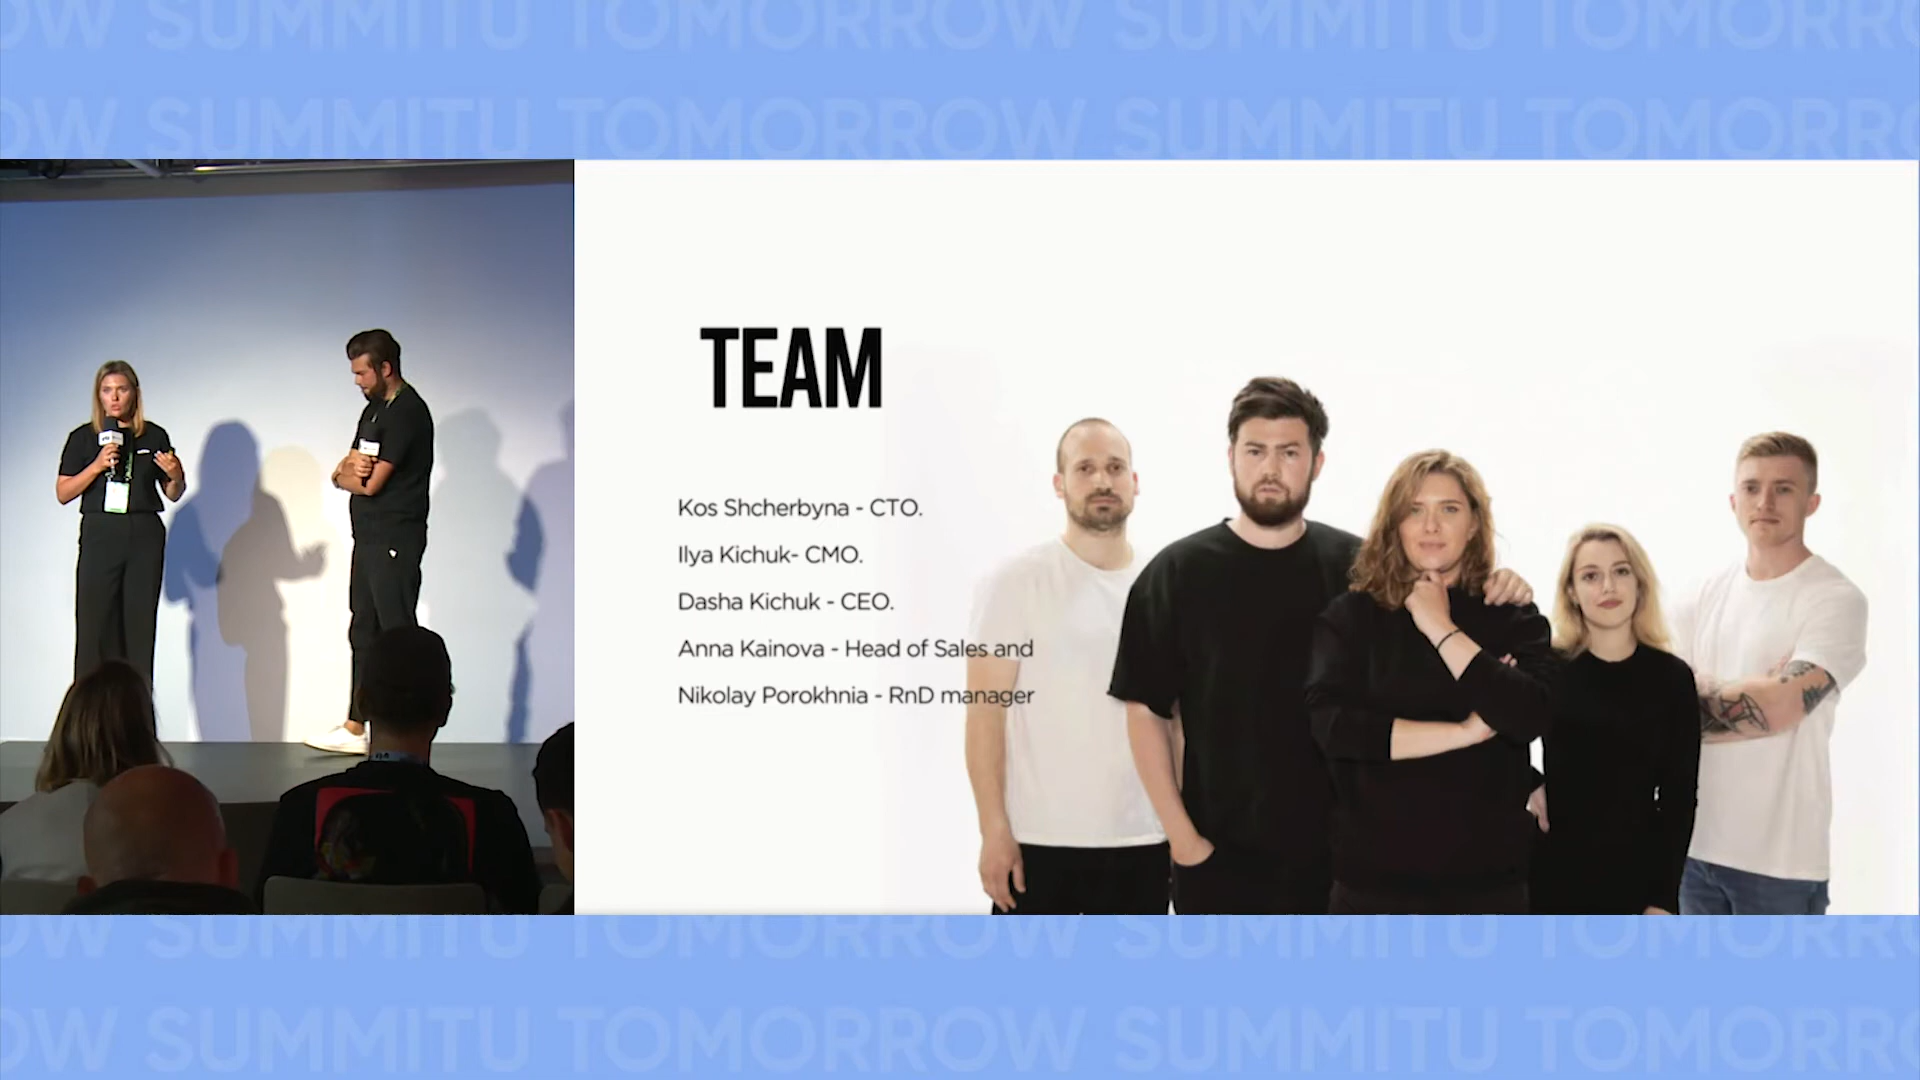 OW SUMMITU TOMORROW SUMMITU TOMORRO
OW SUMMITU TOMORROW SUMMITU TOMORRO
TEAM
Kos Shcherbyna - CTO.
Ilya Kichuk- CMO.
Dasha Kichuk - CEO.
Anna Kainova - Head of Sales and
Nikolay Porokhnia - RnD manager
OW SUMMITU TOMORROW SUMMITU TOMORRO
OW SUMMITU TOMORROW SUMMITU TOMORRO